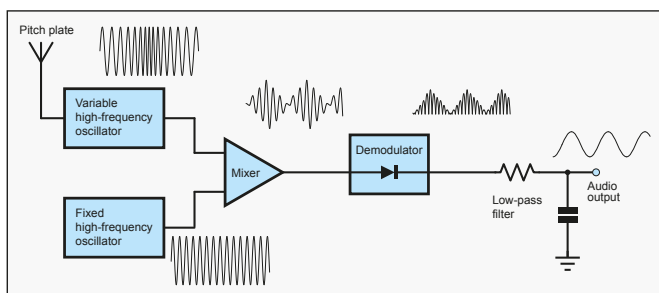 Pitch plate
Variable
high-frequency
oscillator
Mixer
Demodulator
Low-pass
filter
Audio
output
Fixed
high-frequency
oscillator